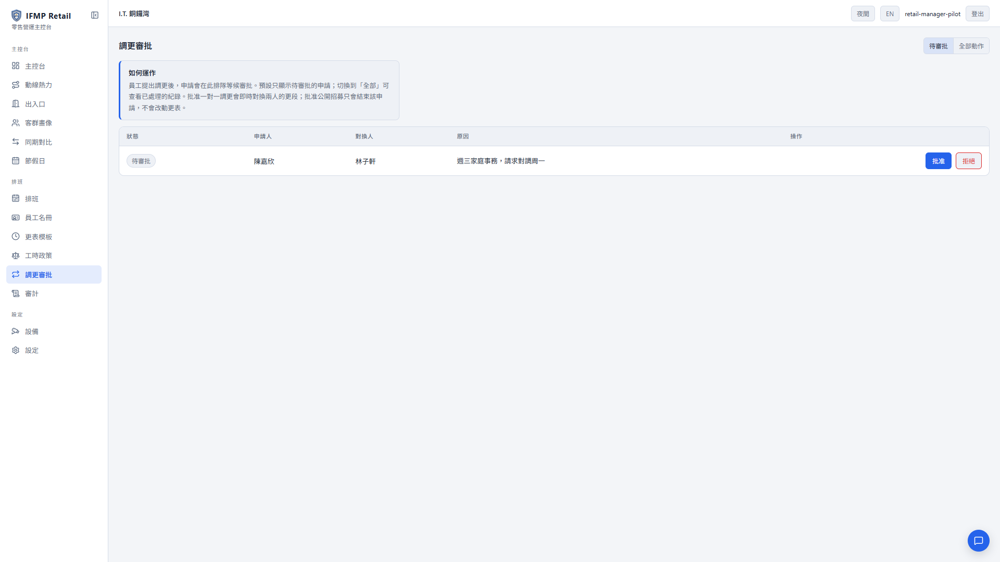 IFMP Retail
零售營運主控台
主控台
主控台
動線熱力
出入口
客群畫像
同期對比
節假日
排班
排班
員工名冊
更表模板
工時政策
調更審批
審計
設定
設備
設定
I.T. 銅鑼灣
夜間
EN
retail-manager-pilot
登出
調更審批
待審批
全部動作
如何運作
員工提出調更後，申請會在此排隊等候審批。預設只顯示待審批的申請；切換到「全部」可
查看已處理的紀錄。批准一對一調更會即時對換兩人的更段；批准公開招募只會結束該申
請，不會改動更表。
狀態 申請人 對換人 原因 操作
待審批 陳嘉欣 林子軒 週三家庭事務，請求對調周一 批准 拒絕